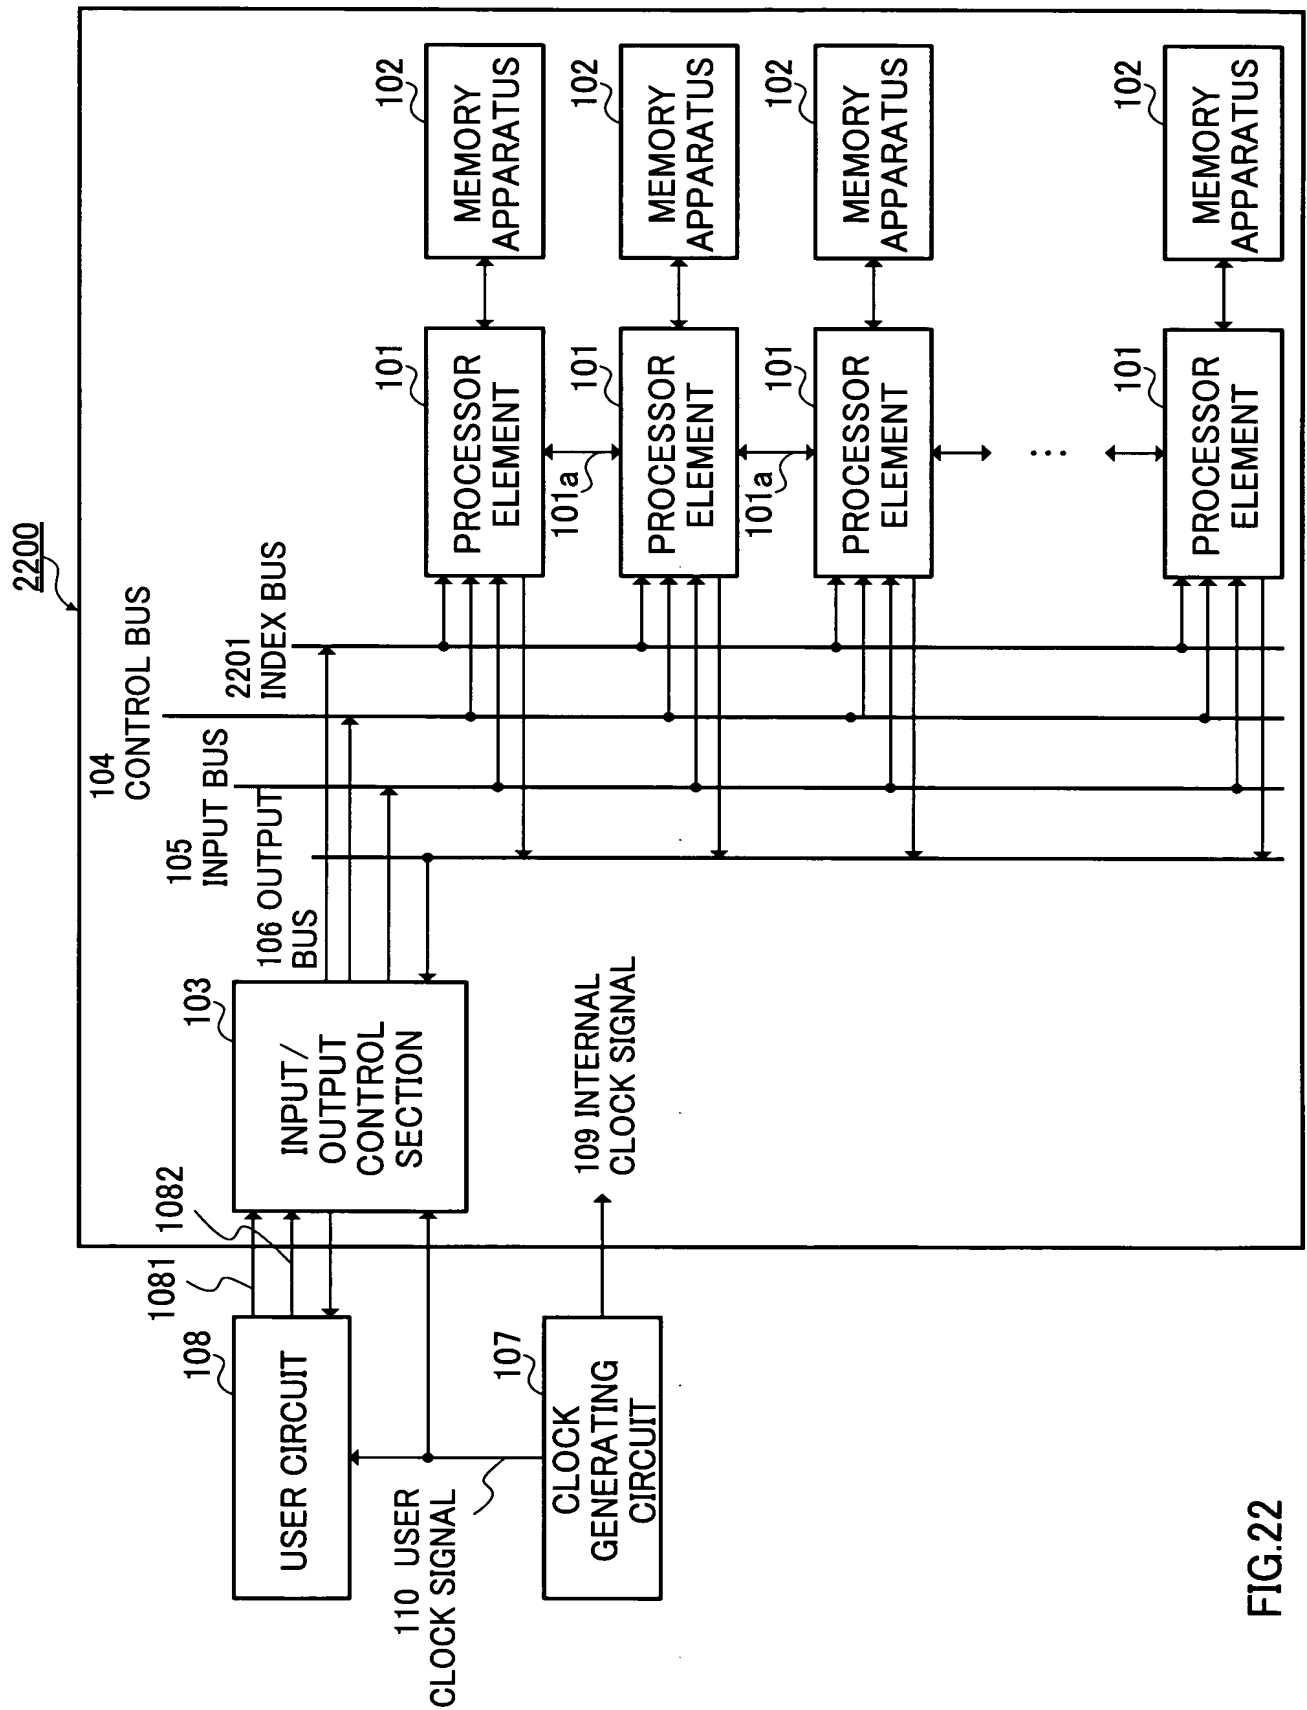 2200
108
USER CIRCUIT
1081
1082
103
INPUT/
OUTPUT
CONTROL
SECTION
110 USER
CLOCK SIGNAL
107
CLOCK
GENERATING
CIRCUIT
109 INTERNAL
CLOCK SIGNAL
106 OUTPUT
BUS
105
INPUT BUS
104
CONTROL BUS
2201
INDEX BUS
101
PROCESSOR
ELEMENT
102
MEMORY
APPARATUS
101a
101
PROCESSOR
ELEMENT
102
MEMORY
APPARATUS
101a
101
PROCESSOR
ELEMENT
102
MEMORY
APPARATUS
...
101
PROCESSOR
ELEMENT
102
MEMORY
APPARATUS
FIG.22